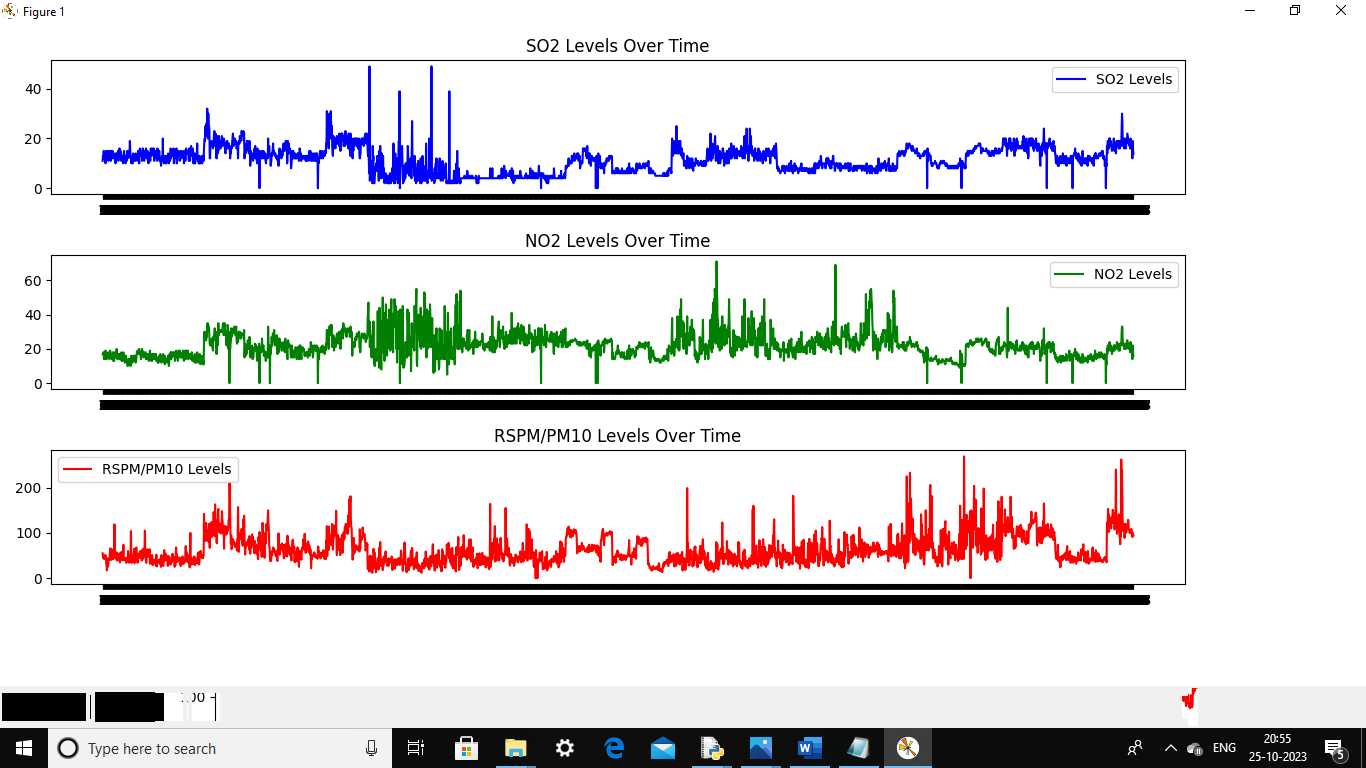 Figure 1
SO2 Levels Over Time
SO2 Levels
40
20
0
NO2 Levels Over Time
NO2 Levels
60
40
20
0
RSPM/PM10 Levels Over Time
RSPM/PM10 Levels
200
100
0
Type here to search
ENG
20:55
25-10-2023
5